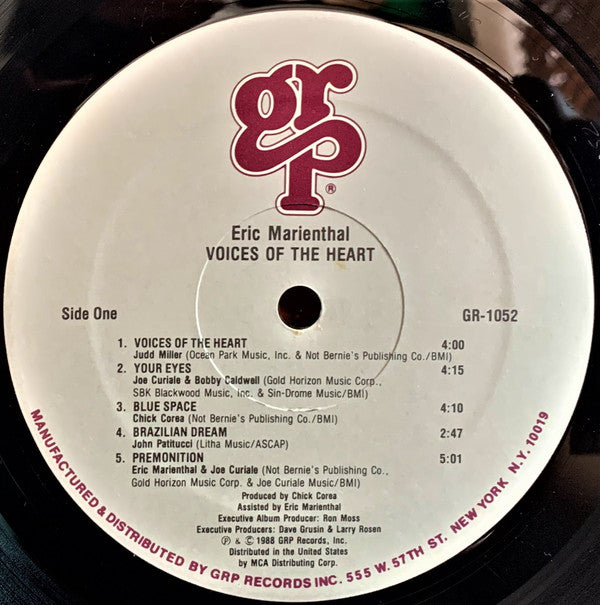 grp®
Eric Marienthal
VOICES OF THE HEART
Side One
GR-1052
1. VOICES OF THE HEART 4:00
Judd Miller (Ocean Park Music, Inc. & Not Bernie's Publishing Co./BMI)
2. YOUR EYES 4:15
Joe Curiale & Bobby Caldwell (Gold Horizon Music Corp.,
SBK Blackwood Music, Inc. & Sin-Drome Music/BMI)
3. BLUE SPACE 4:10
Chick Corea (Not Bernie's Publishing Co./BMI)
4. BRAZILIAN DREAM 2:47
John Patitucci (Litha Music/ASCAP)
5. PREMONITION 5:01
Eric Marienthal & Joe Curiale (Not Bernie's Publishing Co.,
Gold Horizon Music Corp. & Joe Curiale Music/BMI)
Produced by Chick Corea
Assisted by Eric Marienthal
Executive Album Producer: Ron Moss
Executive Producers: Dave Grusin & Larry Rosen
℗ & © 1988 GRP Records, Inc.
Distributed in the United States
by MCA Distributing Corp.
MANUFACTURED & DISTRIBUTED BY GRP RECORDS INC. 555 W. 57TH ST. NEW YORK N.Y. 10019